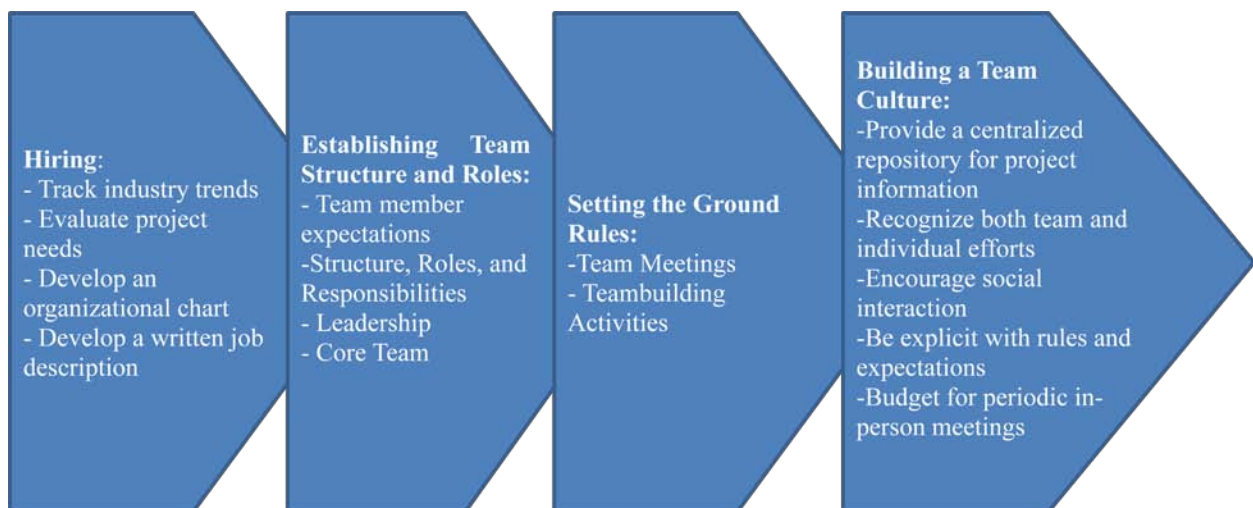 Hiring:
- Track industry trends
- Evaluate project
needs
- Develop an
organizational chart
- Develop a written job
description
Establishing Team
Structure and Roles:
- Team member
expectations
-Structure, Roles, and
Responsibilities
- Leadership
- Core Team
Setting the Ground
Rules:
-Team Meetings
- Teambuilding
Activities
Building a Team
Culture:
-Provide a centralized
repository for project
information
-Recognize both team and
individual efforts
-Encourage social
interaction
-Be explicit with rules and
expectations
-Budget for periodic in-
person meetings